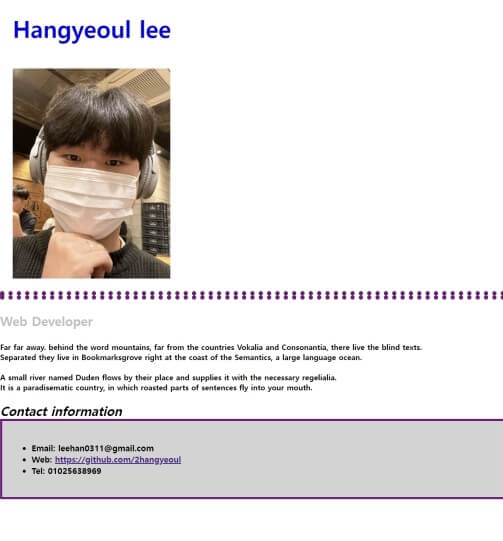 Hangyeoul lee
Web Developer
Far far away. behind the word mountains, far from the countries Vokalia and Consonantia, there live the blind texts.
Separated they live in Bookmarksgrove right at the coast of the Semantics, a large language ocean.
A small river named Duden flows by their place and supplies it with the necessary regelialia.
It is a paradisematic country, in which roasted parts of sentences fly into your mouth.
Contact information
• Email: leehan0311@gmail.com
• Web: https://github.com/2hangyeoul
• Tel: 01025638969